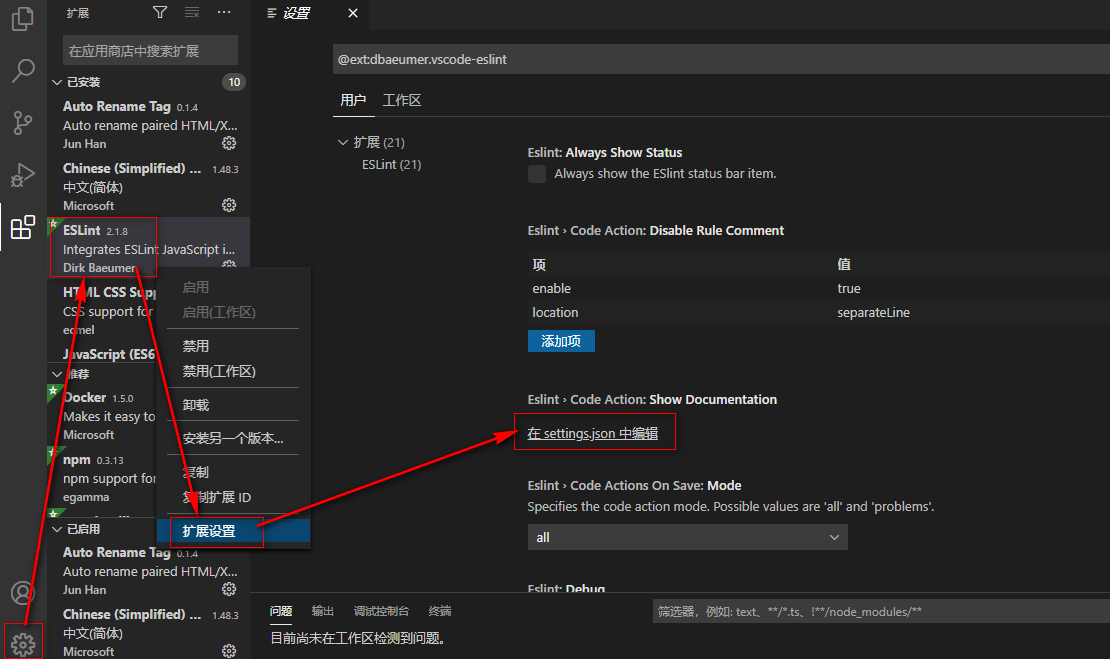 扩展
在应用商店中搜索扩展
已安装
10
Auto Rename Tag 0.1.4
Auto rename paired HTML/X...
Jun Han
Chinese (Simplified) ... 1.48.3
中文(简体)
Microsoft
ESLint 2.1.8
Integrates ESLint JavaScript i...
Dirk Baeumer
HTML CSS Supp
CSS support for
ecmel
JavaScript (ES6
推荐
Docker 1.5.0
Makes it easy to
Microsoft
npm 0.3.13
npm support for
egamma
已启用
Auto Rename Tag 0.1.4
Auto rename paired HTML/X...
Jun Han
Chinese (Simplified) ... 1.48.3
中文(简体)
Microsoft
启用
启用(工作区)
禁用
禁用(工作区)
卸载
安装另一个版本...
复制
复制扩展 ID
扩展设置
设置
@ext:dbaeumer.vscode-eslint
用户 工作区
扩展 (21)
ESLint (21)
Eslint: Always Show Status
Always show the ESlint status bar item.
Eslint › Code Action: Disable Rule Comment
项 值
enable true
location separateLine
添加项
Eslint › Code Action: Show Documentation
在 settings.json 中编辑
Eslint › Code Actions On Save: Mode
Specifies the code action mode. Possible values are 'all' and 'problems'.
all
Eslint: Debug
问题 输出 调试控制台 终端
筛选器，例如: text、**/*.ts、!**/node_modules/**
目前尚未在工作区检测到问题。